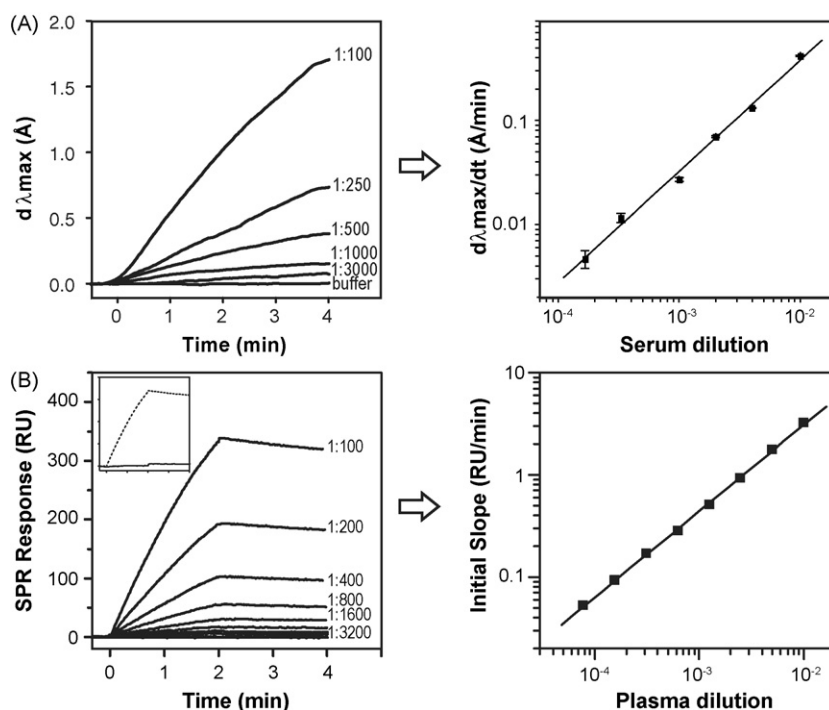 (A)
dλmax (Å)
2.0
1.5
1.0
0.5
0.0
1:100
1:250
1:500
1:1000
1:3000
buffer
0 1 2 3 4
Time (min)
dλmax/dt (Å/min)
0.1
0.01
10⁻⁴ 10⁻³ 10⁻²
Serum dilution
(B)
SPR Response (RU)
400
300
200
100
0
1:100
1:200
1:400
1:800
1:1600
1:3200
0 1 2 3 4
Time (min)
Initial Slope (RU/min)
10
1
0.1
10⁻⁴ 10⁻³ 10⁻²
Plasma dilution